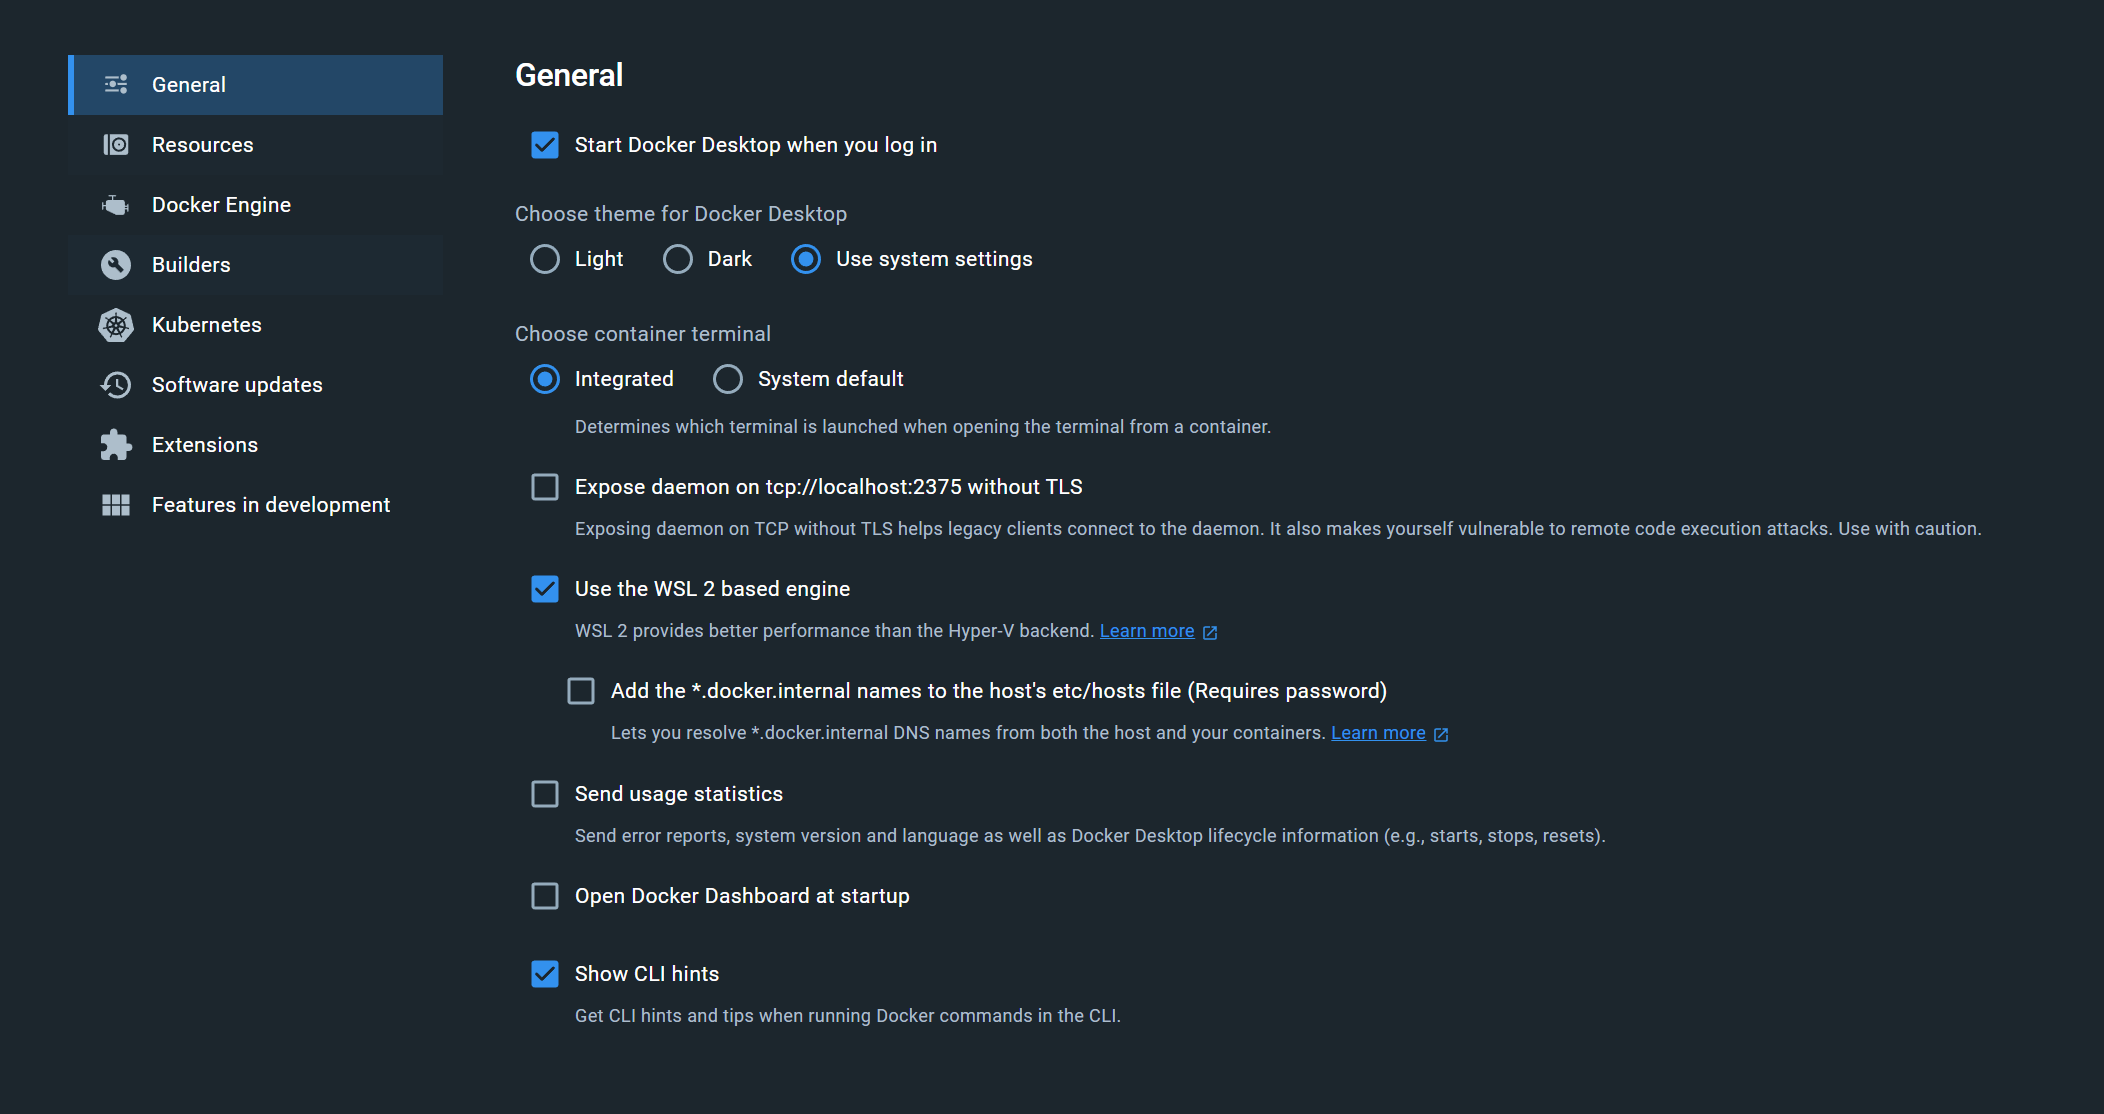 General
Resources
Docker Engine
Builders
Kubernetes
Software updates
Extensions
Features in development
General
Start Docker Desktop when you log in
Choose theme for Docker Desktop
Light Dark Use system settings
Choose container terminal
Integrated System default
Determines which terminal is launched when opening the terminal from a container.
Expose daemon on tcp://localhost:2375 without TLS
Exposing daemon on TCP without TLS helps legacy clients connect to the daemon. It also makes yourself vulnerable to remote code execution attacks. Use with caution.
Use the WSL 2 based engine
WSL 2 provides better performance than the Hyper-V backend. Learn more
Add the *.docker.internal names to the host's etc/hosts file (Requires password)
Lets you resolve *.docker.internal DNS names from both the host and your containers. Learn more
Send usage statistics
Send error reports, system version and language as well as Docker Desktop lifecycle information (e.g., starts, stops, resets).
Open Docker Dashboard at startup
Show CLI hints
Get CLI hints and tips when running Docker commands in the CLI.